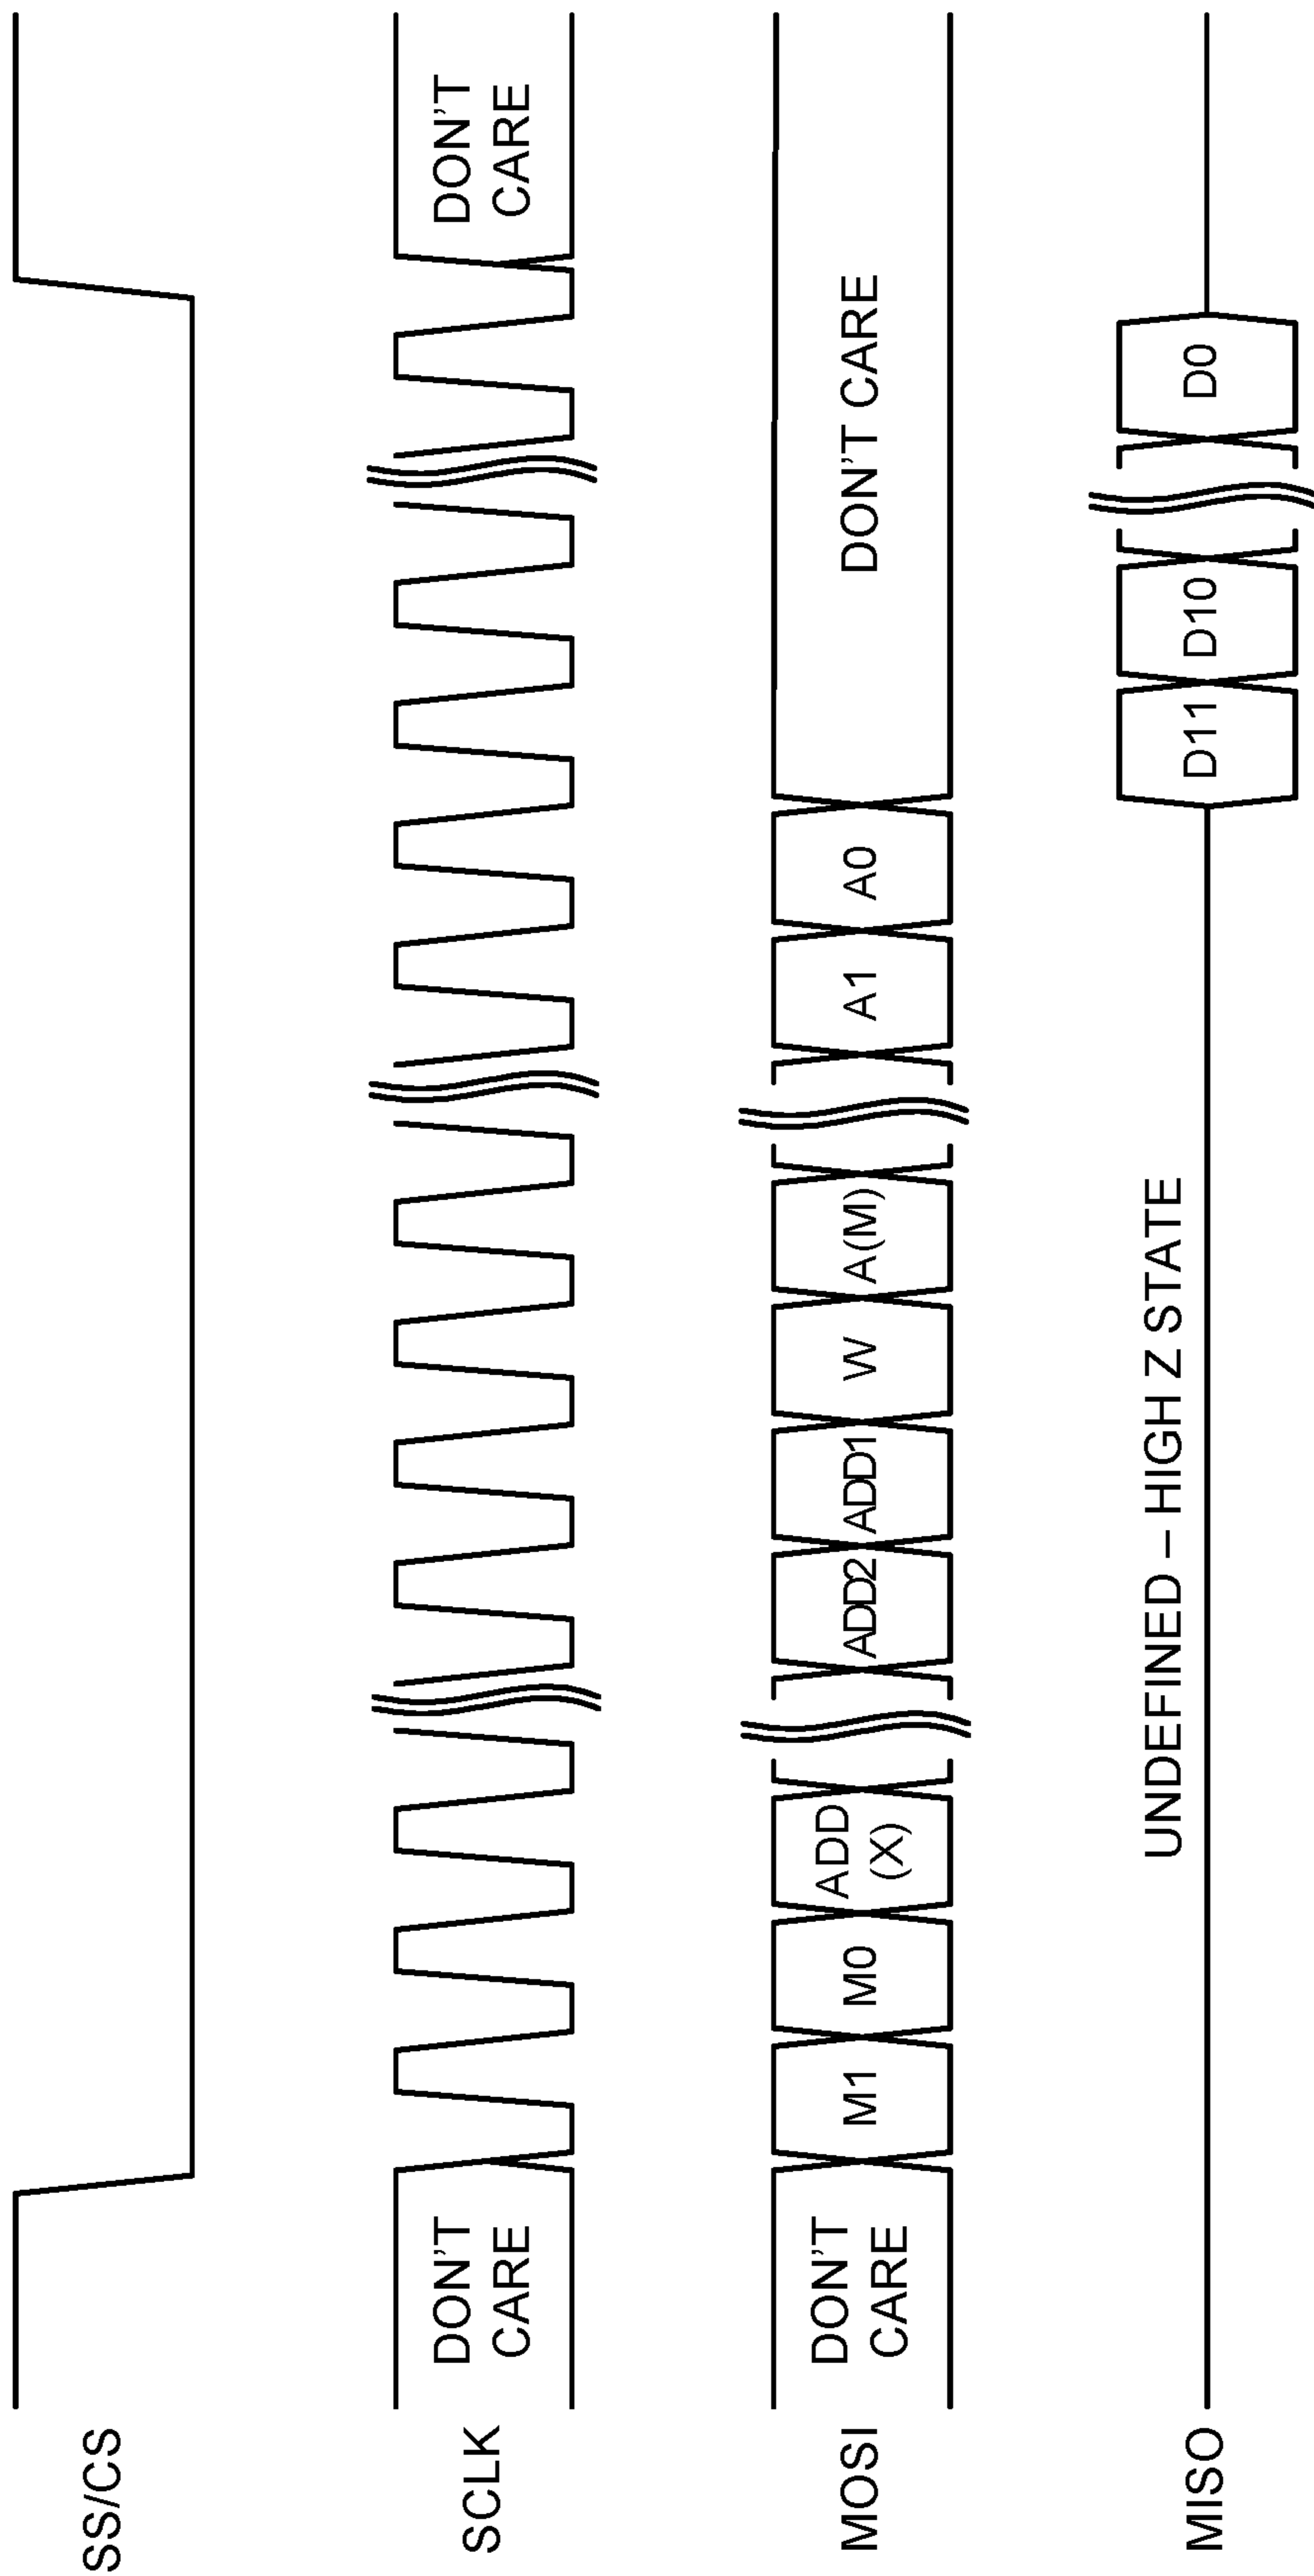 SS/CS
SCLK
DON'T
CARE
DON'T
CARE
MOSI
DON'T
CARE
M1
M0
ADD
(X)
ADD2
ADD1
W
A(M)
A1
A0
DON'T CARE
MISO
UNDEFINED – HIGH Z STATE
D11
D10
D0